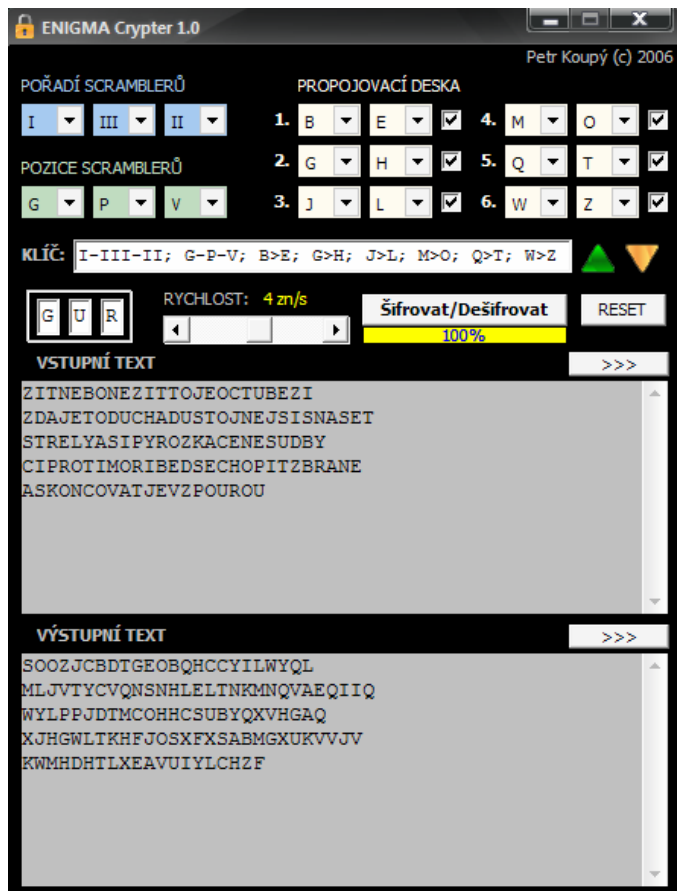 ENIGMA Crypter 1.0
Petr Koupý (c) 2006
POŘADÍ SCRAMBLERŮ PROPOJOVACÍ DESKA
I III II 1. B E 4. M O
POZICE SCRAMBLERŮ 2. G H 5. Q T
G P V 3. J L 6. W Z
KLÍČ: I-III-II; G-P-V; B>E; G>H; J>L; M>O; Q>T; W>Z
G U R RYCHLOST: 4 zn/s Šifrovat/Dešifrovat RESET
100%
VSTUPNÍ TEXT >>>
ZITNEBONEZITTOJEOCTUBEZI
ZDAJETODUCHADUSTOJNEJSISNASET
STRELYASIPYROZKACENESUDBY
CIPROTIMORIBEDSECHOPITZBRANE
ASKONCOVATJEVZPOUROU
VÝSTUPNÍ TEXT >>>
SOOZJCBDTGEOBQHCCYILWYQL
MLJVTYCVQNSNHLELTNKMNQVAEQIIQ
WYLPPJDTMCOHHCSUBYQXVHGAQ
XJHGWLTKHFJOSXFXSABMGXUKVVJV
KWMHDHTLXEAVUIYLCHZF